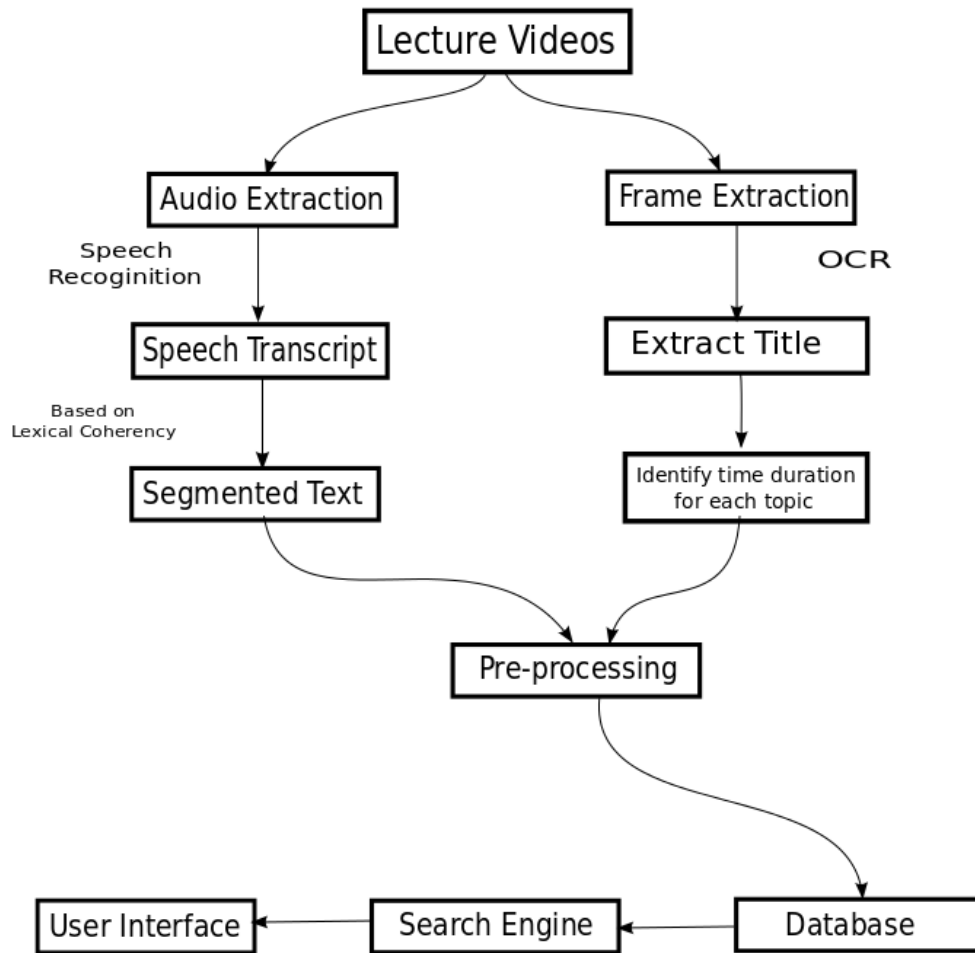 Lecture Videos
Audio Extraction
Frame Extraction
Speech
Recoginition
OCR
Speech Transcript
Extract Title
Based on
Lexical Coherency
Segmented Text
Identify time duration
for each topic
Pre-processing
User Interface
Search Engine
Database